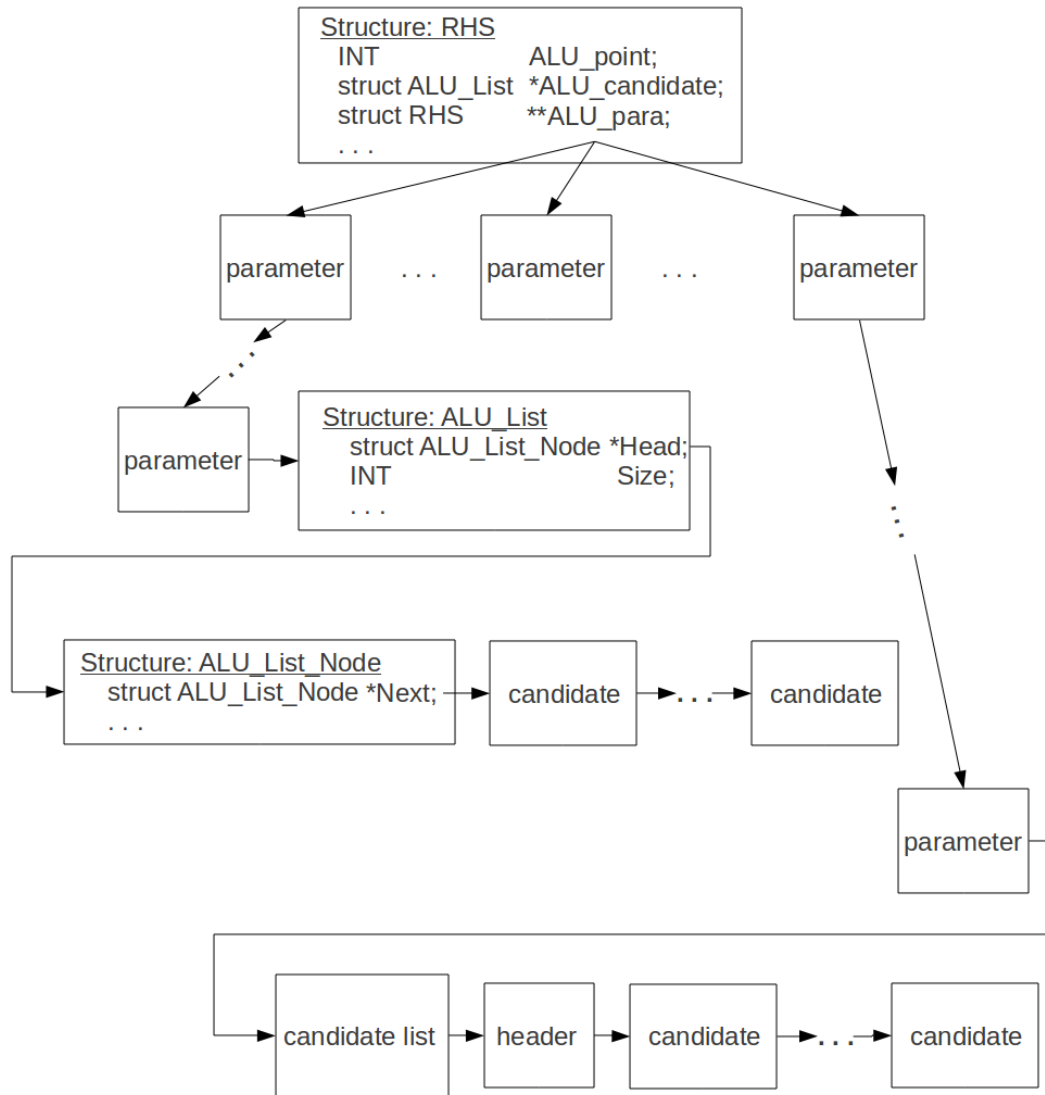 Structure: RHS
INT ALU_point;
struct ALU_List *ALU_candidate;
struct RHS **ALU_para;
. . .
parameter . . . parameter . . . parameter
. . .
parameter
Structure: ALU_List
struct ALU_List_Node *Head;
INT Size;
. . .
. . .
Structure: ALU_List_Node
struct ALU_List_Node *Next;
. . .
candidate . . . candidate
parameter
candidate list header candidate . . . candidate